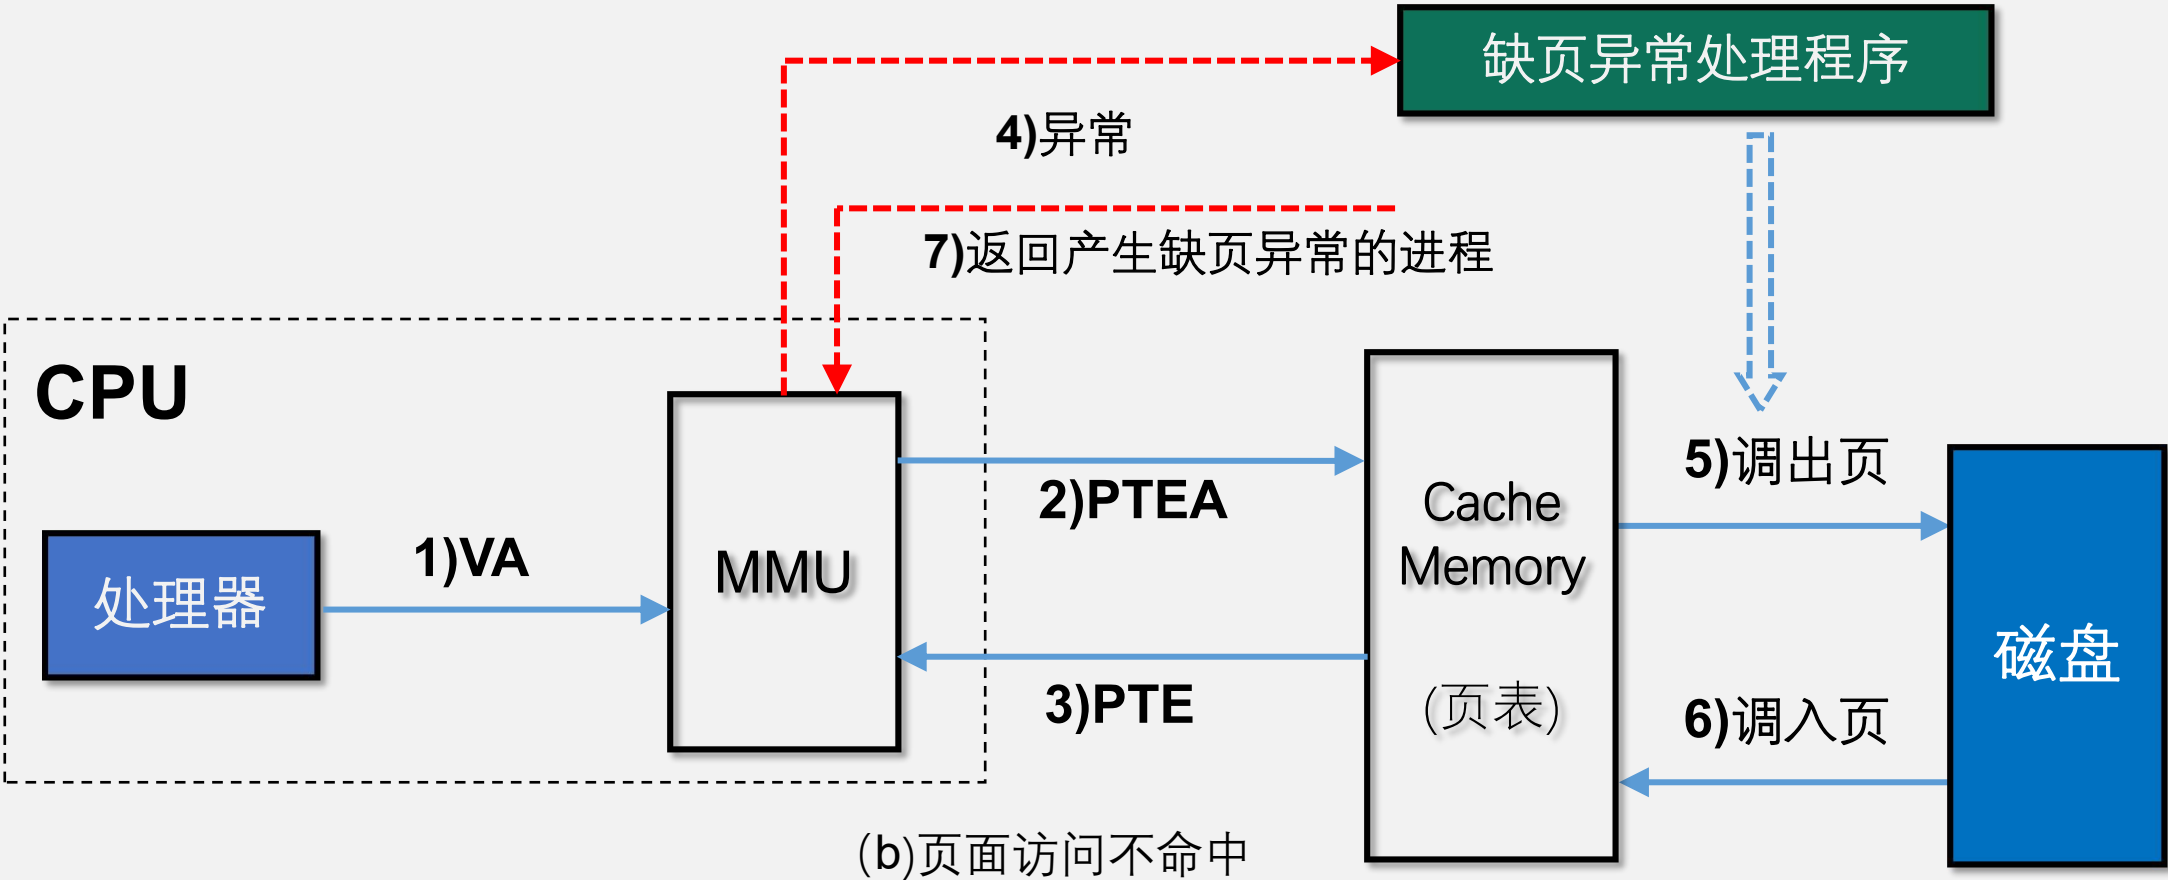 缺页异常处理程序
4)异常
7)返回产生缺页异常的进程
CPU
处理器
1)VA
MMU
2)PTEA
3)PTE
Cache
Memory
(页表)
5)调出页
6)调入页
磁盘
(b)页面访问不命中